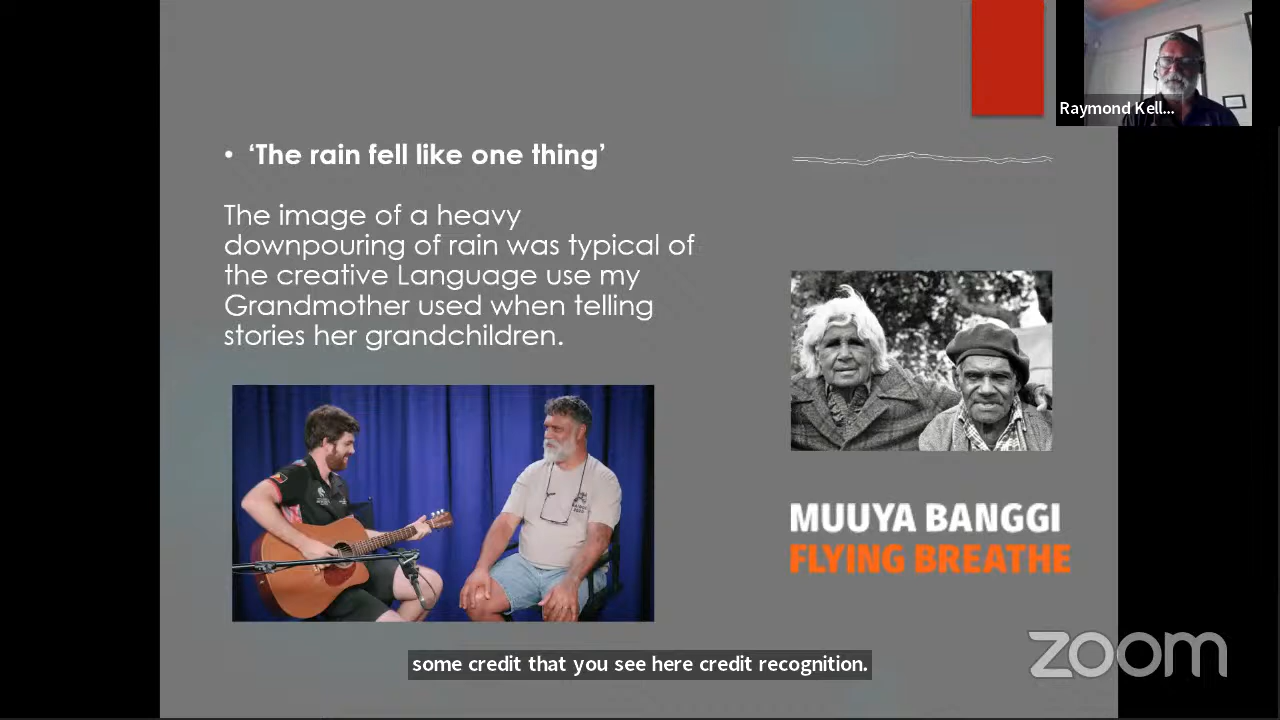 Raymond Kell...
• ‘The rain fell like one thing’
The image of a heavy
downpouring of rain was typical of
the creative Language use my
Grandmother used when telling
stories her grandchildren.
MUUYA BANGGI
FLYING BREATHE
some credit that you see here credit recognition.
zoom